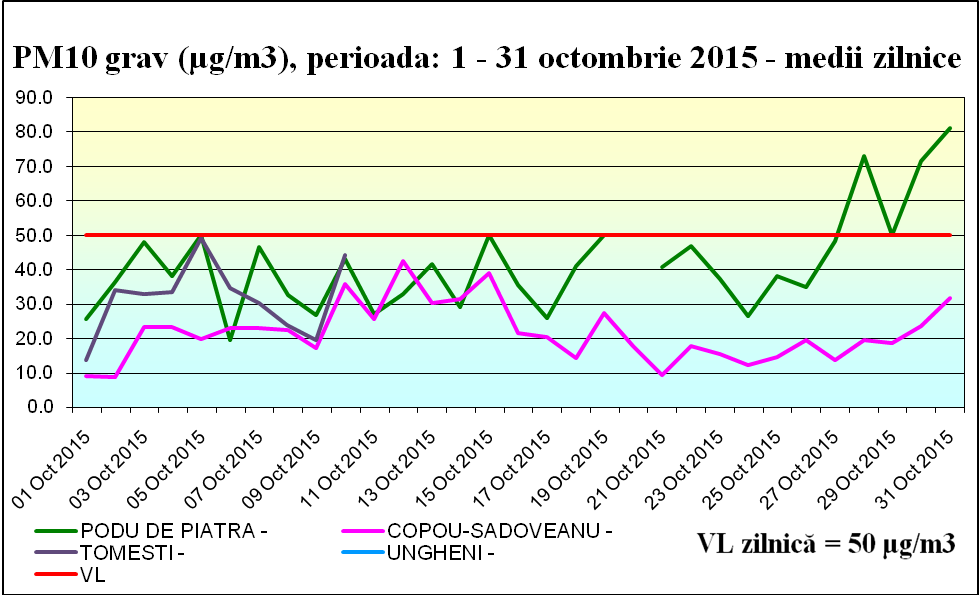 PM10 grav (µg/m3), perioada: 1 - 31 octombrie 2015 - medii zilnice
90.0
80.0
70.0
60.0
50.0
40.0
30.0
20.0
10.0
0.0
01 Oct 2015
03 Oct 2015
05 Oct 2015
07 Oct 2015
09 Oct 2015
11 Oct 2015
13 Oct 2015
15 Oct 2015
17 Oct 2015
19 Oct 2015
21 Oct 2015
23 Oct 2015
25 Oct 2015
27 Oct 2015
29 Oct 2015
31 Oct 2015
PODU DE PIATRA -
COPOU-SADOVEANU -
TOMESTI -
UNGHENI -
VL
VL zilnică = 50 µg/m3